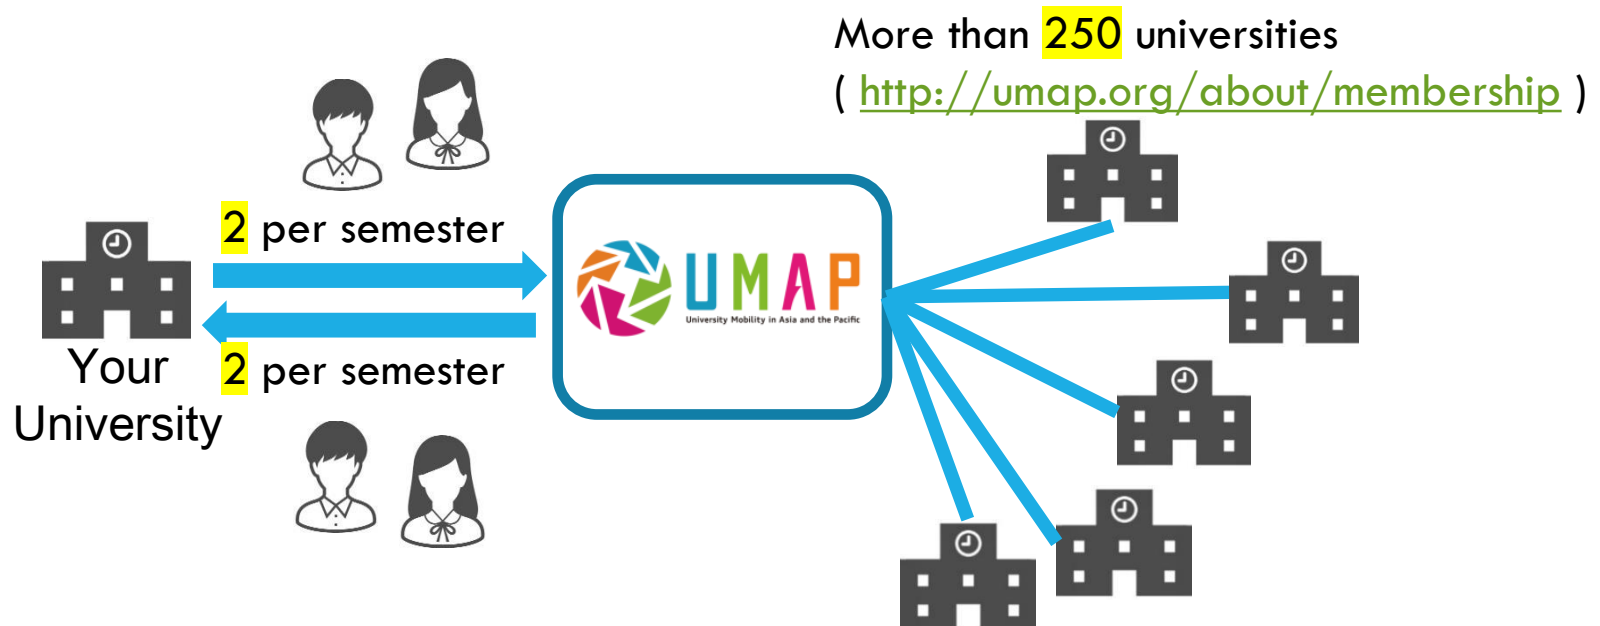 More than 250 universities
( http://umap.org/about/membership )
2 per semester
UMAP
University Mobility in Asia and the Pacific
2 per semester
Your
University